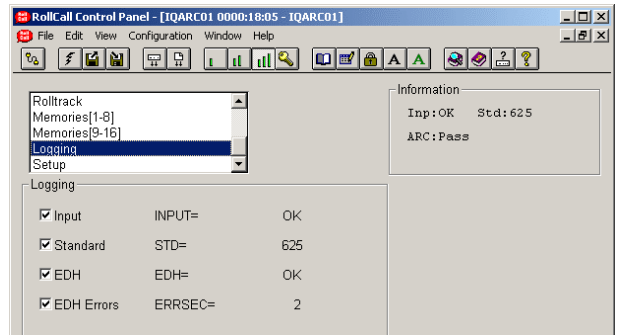 RollCall Control Panel - [IQARC01 0000:18:05 - IQARC01]
File Edit View Configuration Window Help
A A
Rolltrack
Memories[1-8]
Memories[9-16]
Logging
Setup
Information
Inp:OK Std:625
ARC:Pass
Logging
Input INPUT= OK
Standard STD= 625
EDH EDH= OK
EDH Errors ERRSEC= 2